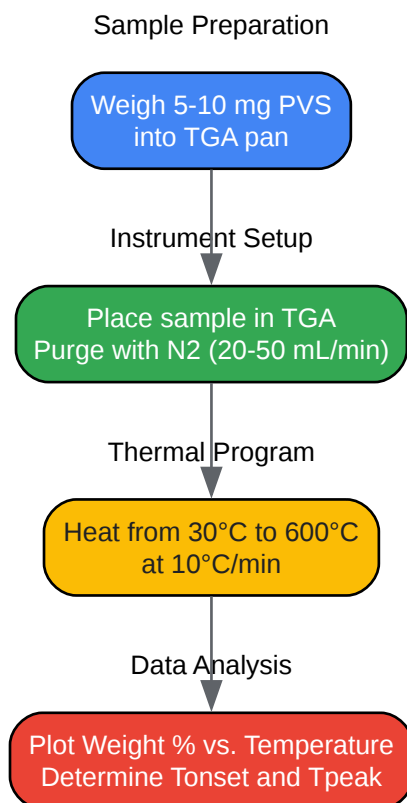 Sample Preparation
Weigh 5-10 mg PVS
into TGA pan
Instrument Setup
Place sample in TGA
Purge with N2 (20-50 mL/min)
Thermal Program
Heat from 30°C to 600°C
at 10°C/min
Data Analysis
Plot Weight % vs. Temperature
Determine Tonset and Tpeak